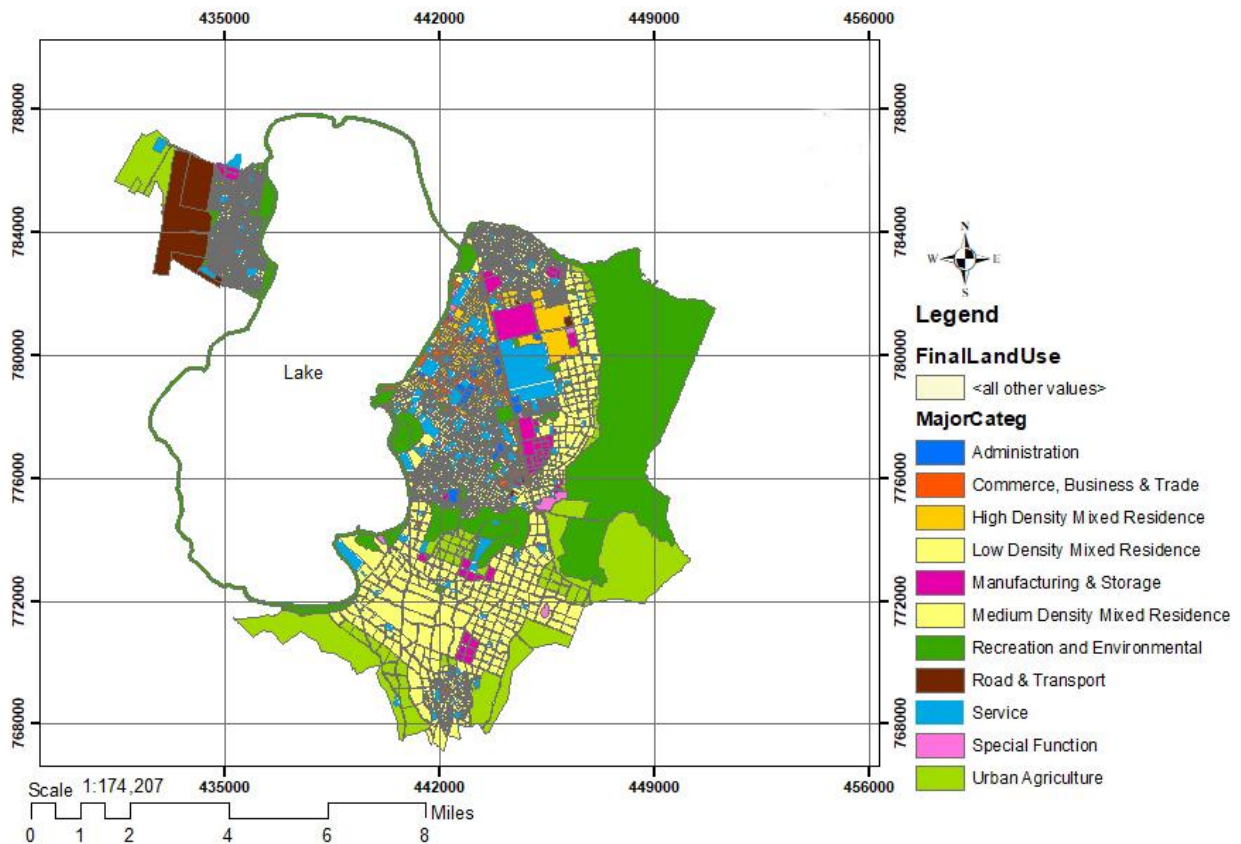 435000 442000 449000 456000
788000 788000
784000 784000
780000 780000
776000 776000
772000 772000
768000 768000
Lake
435000 442000 449000 456000
Scale 1:174,207
Miles
0 1 2 4 6 8
N
W E
S
Legend
FinalLandUse
<all other values>
MajorCateg
Administration
Commerce, Business & Trade
High Density Mixed Residence
Low Density Mixed Residence
Manufacturing & Storage
Medium Density Mixed Residence
Recreation and Environmental
Road & Transport
Service
Special Function
Urban Agriculture